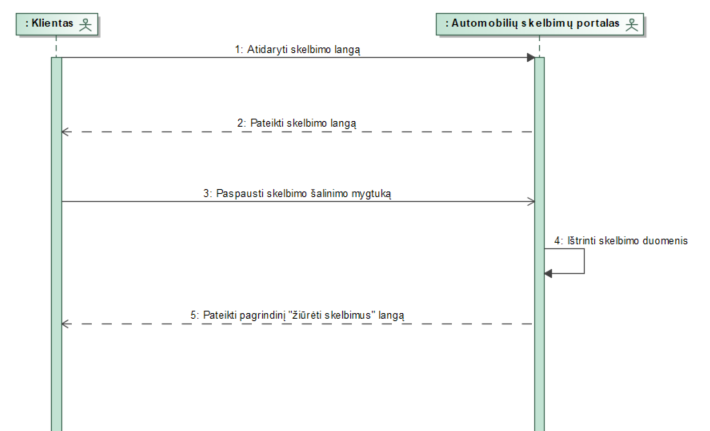 : Klientas
: Automobilių skelbimų portalas
1: Atidaryti skelbimo langą
2: Pateikti skelbimo langą
3: Paspausti skelbimo šalinimo mygtuką
4: Ištrinti skelbimo duomenis
5: Pateikti pagrindinį "žiūrėti skelbimus" langą